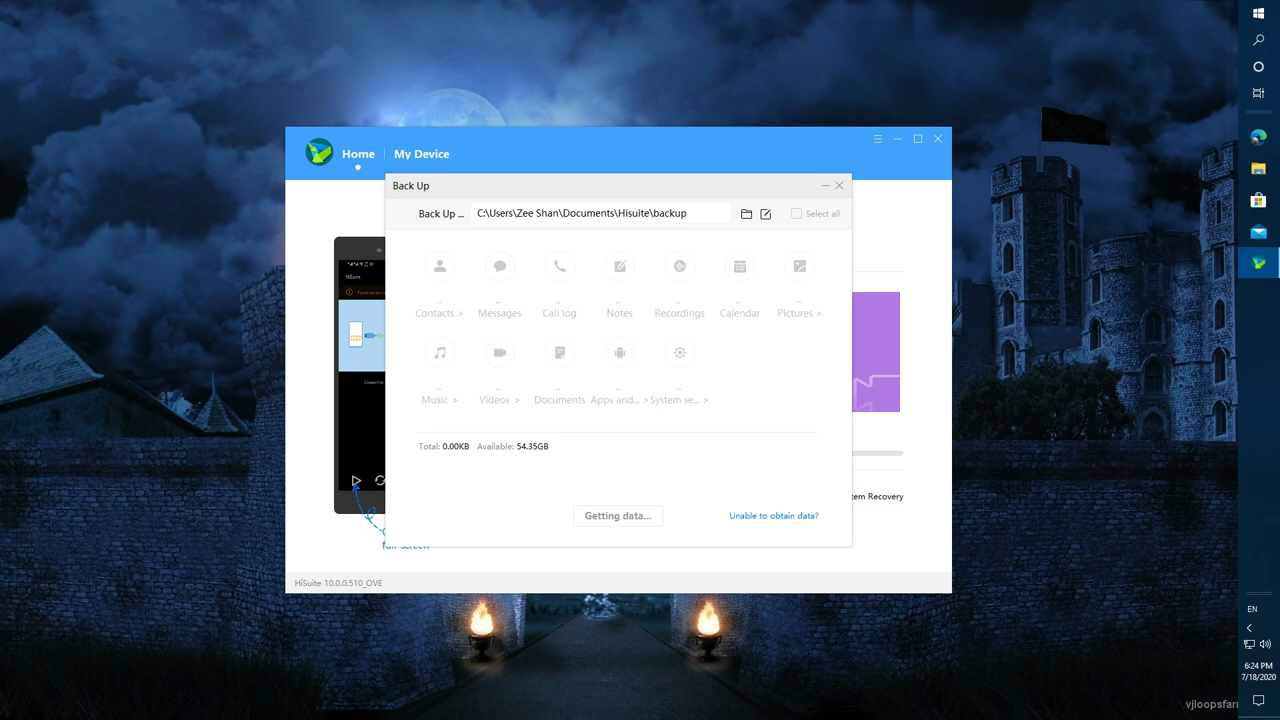 Home
My Device
Back Up
Back Up ...
C:\Users\Zee Shan\Documents\Hisuite\backup
Select all
HiSuite
..
..
..
..
..
..
..
Contacts >
Messages
Call log
Notes
Recordings
Calendar
Pictures >
..
..
..
..
..
Music >
Videos >
Documents
Apps and... >
System se... >
Total: 0.00KB
Available: 54.35GB
tem Recovery
Getting data...
Unable to obtain data?
full screen
HiSuite 10.0.0.510_OVE
EN
6:24 PM
7/18/2020
vjloopsfar